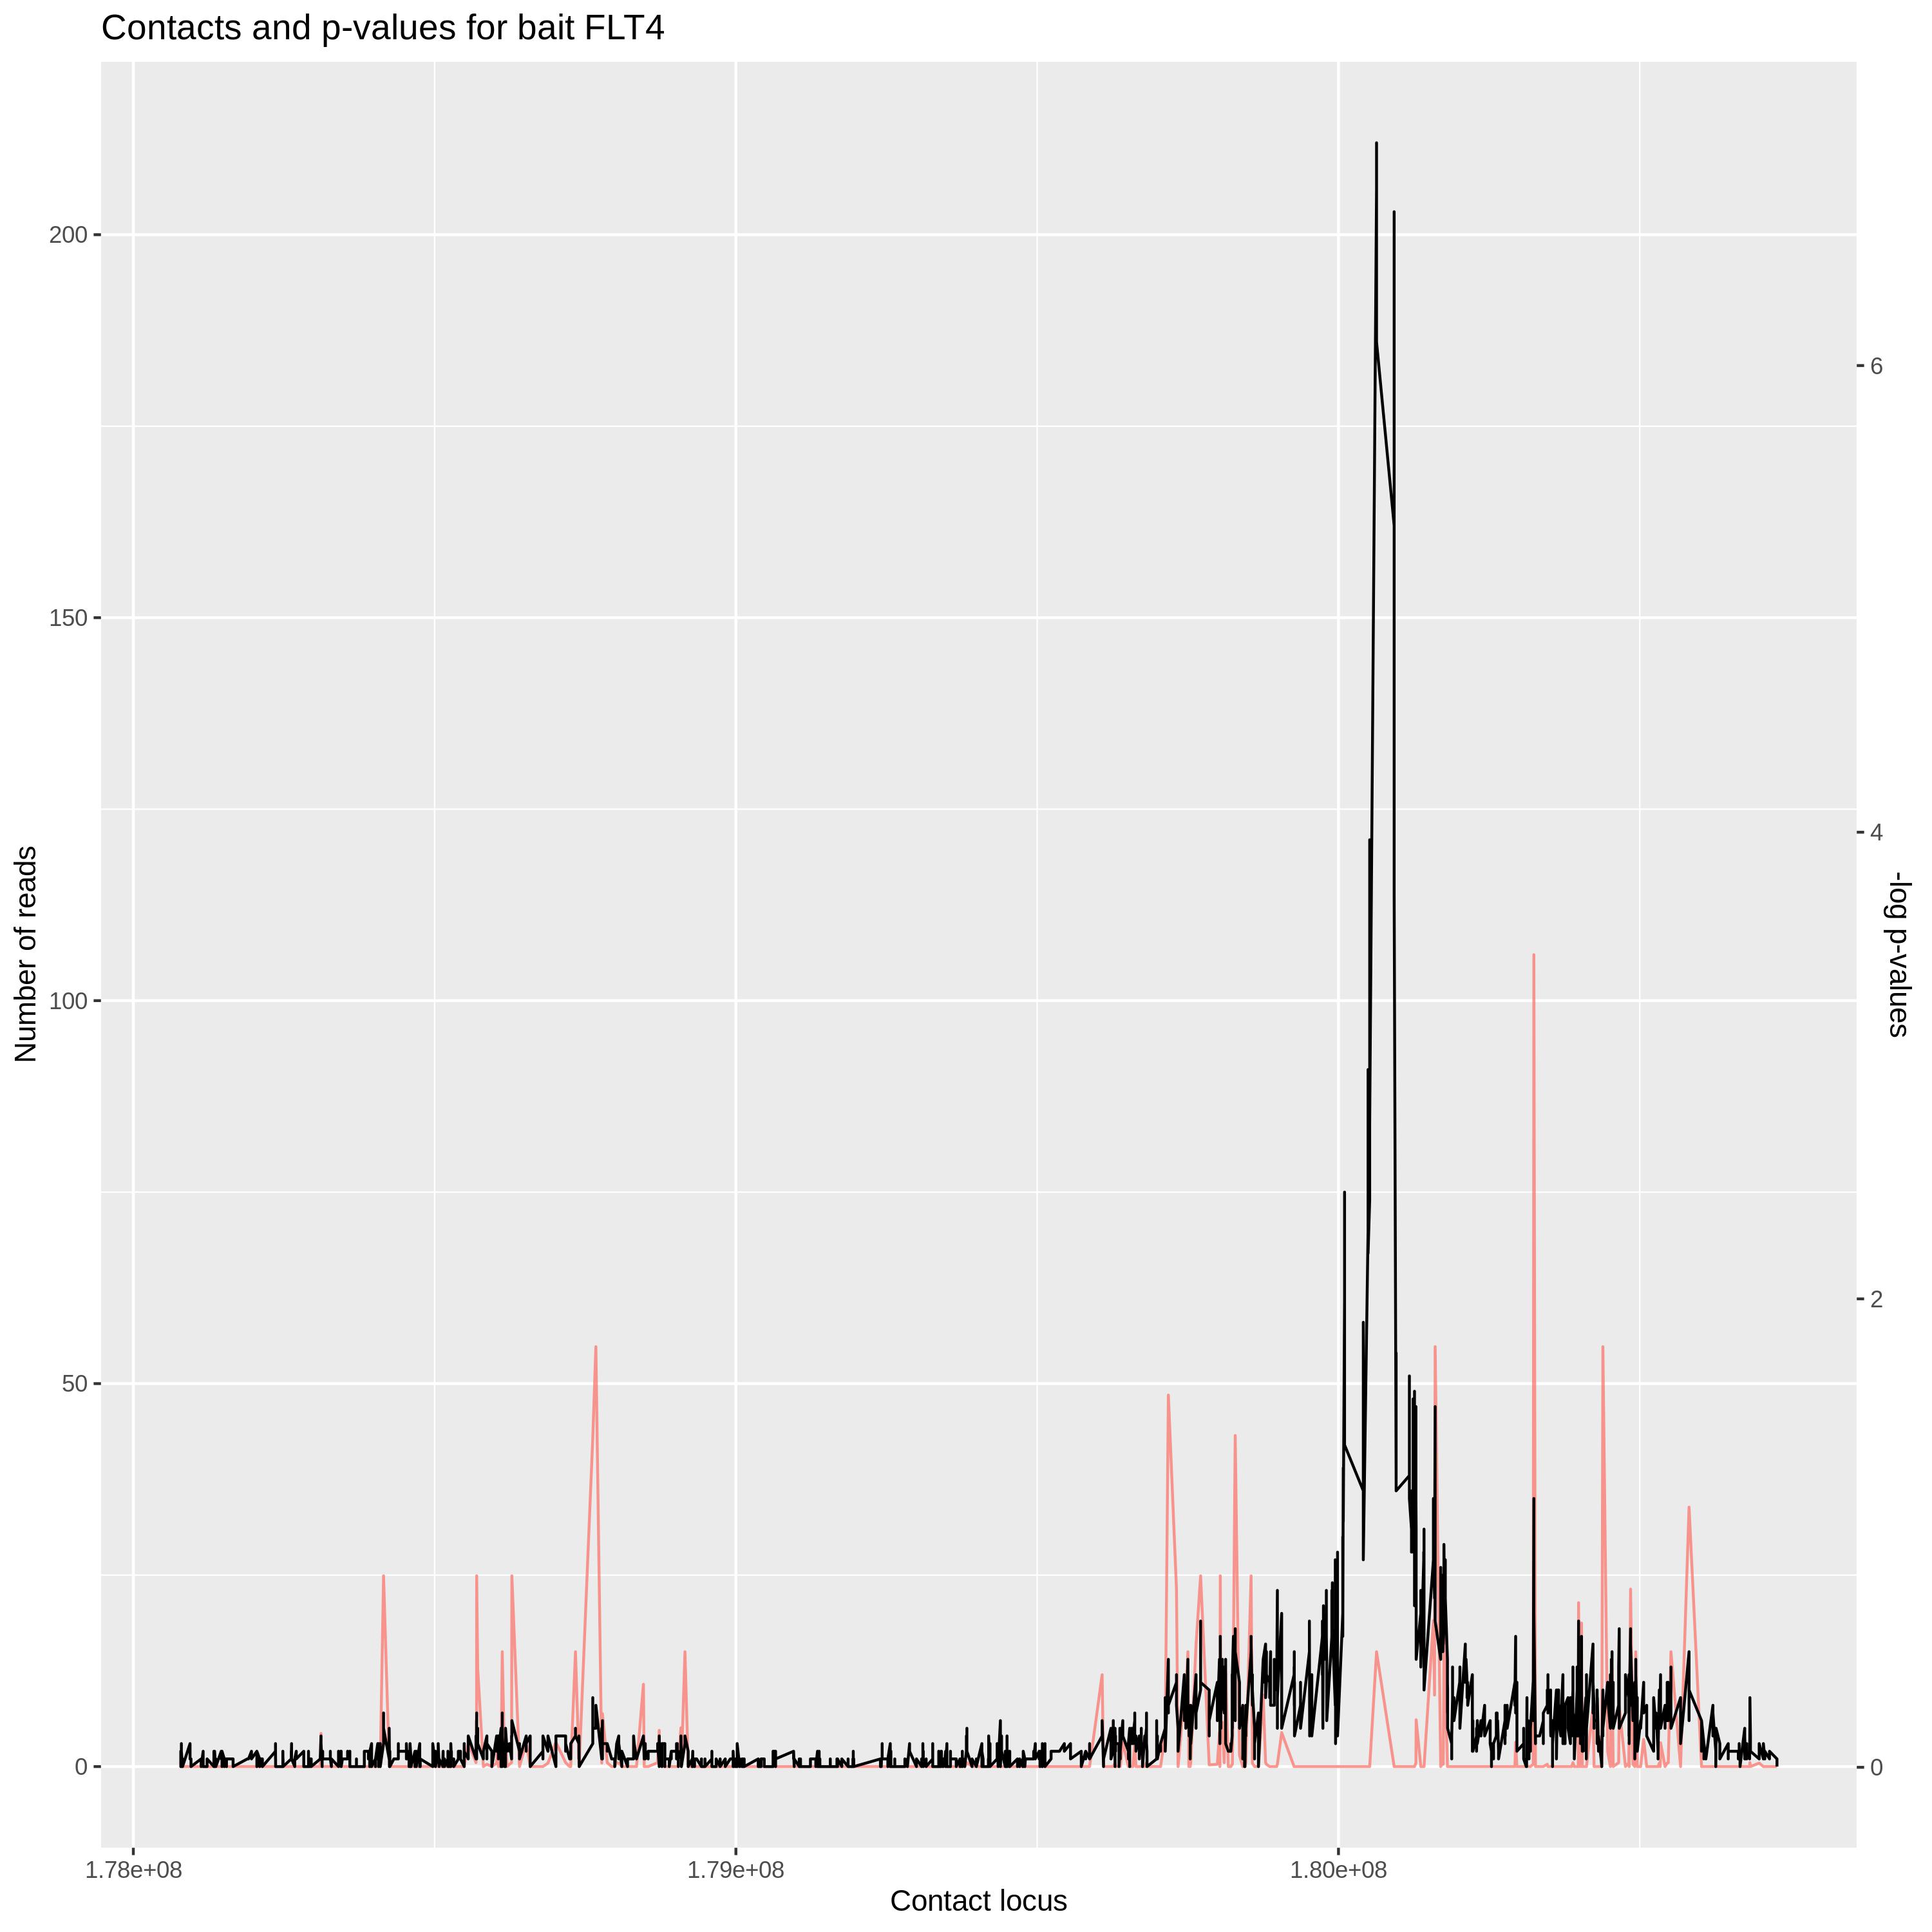 Contacts and p-values for bait FLT4
200
150
100
50
0
Number of reads
6
4
2
0
-log p-values
1.78e+08
1.79e+08
1.80e+08
Contact locus